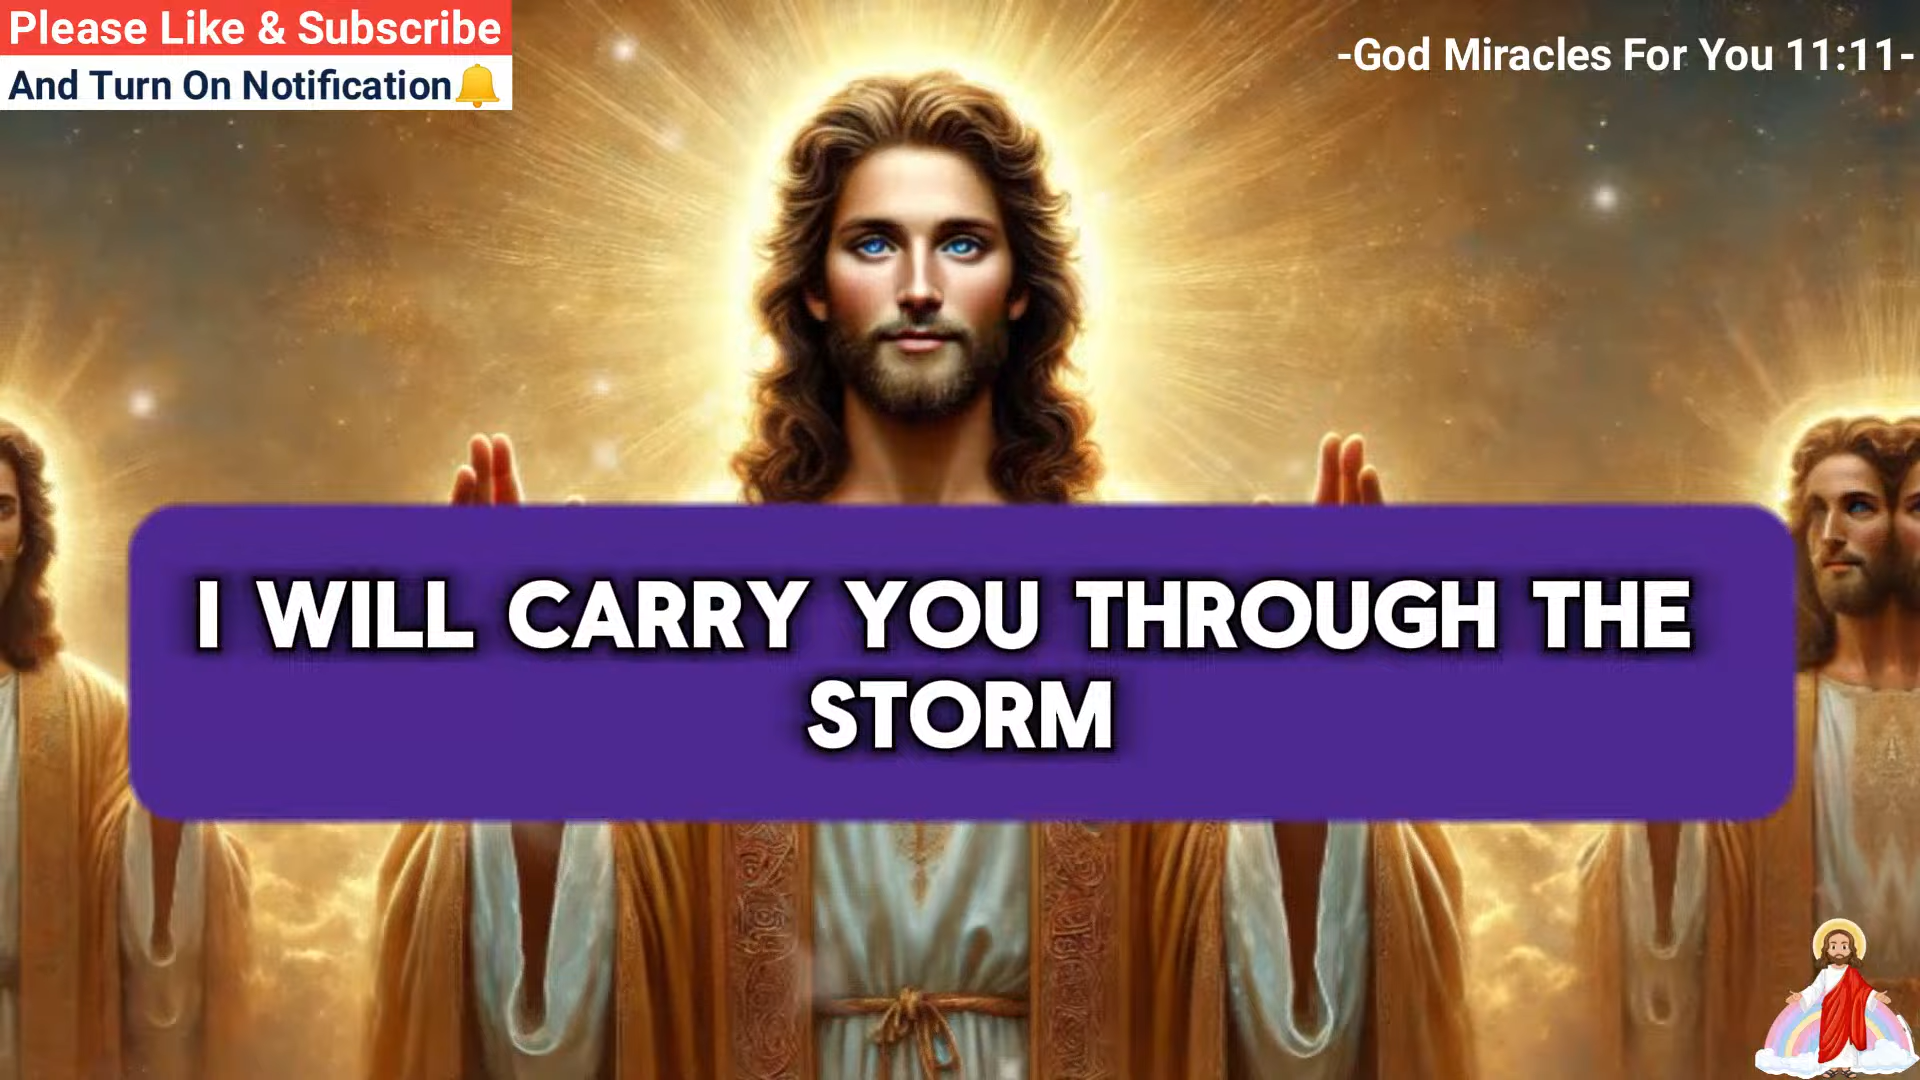 Please Like & Subscribe
And Turn On Notification🔔
-God Miracles For You 11:11-
I WILL CARRY YOU THROUGH THE
STORM